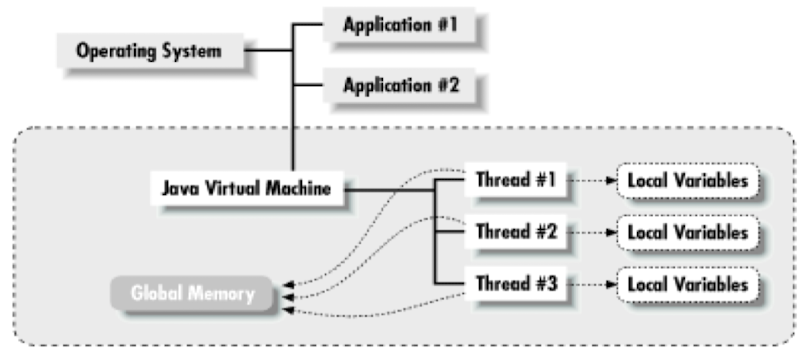 Application #1
Operating System
Application #2
Java Virtual Machine
Thread #1
Local Variables
Thread #2
Local Variables
Thread #3
Local Variables
Global Memory